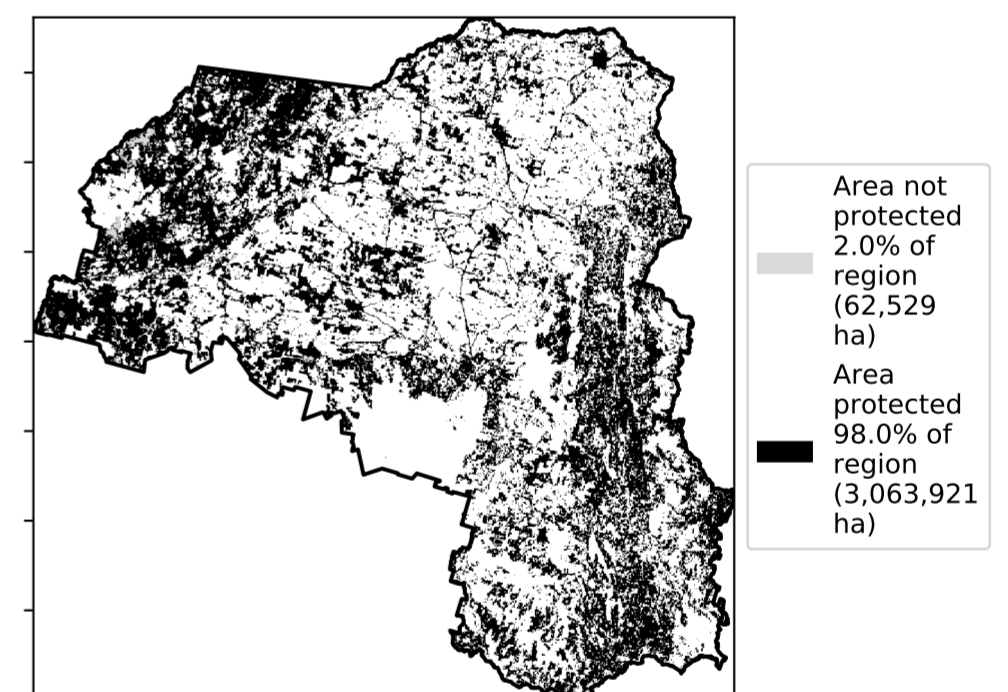 Area not
protected
2.0% of
region
(62,529
ha)
Area
protected
98.0% of
region
(3,063,921
ha)